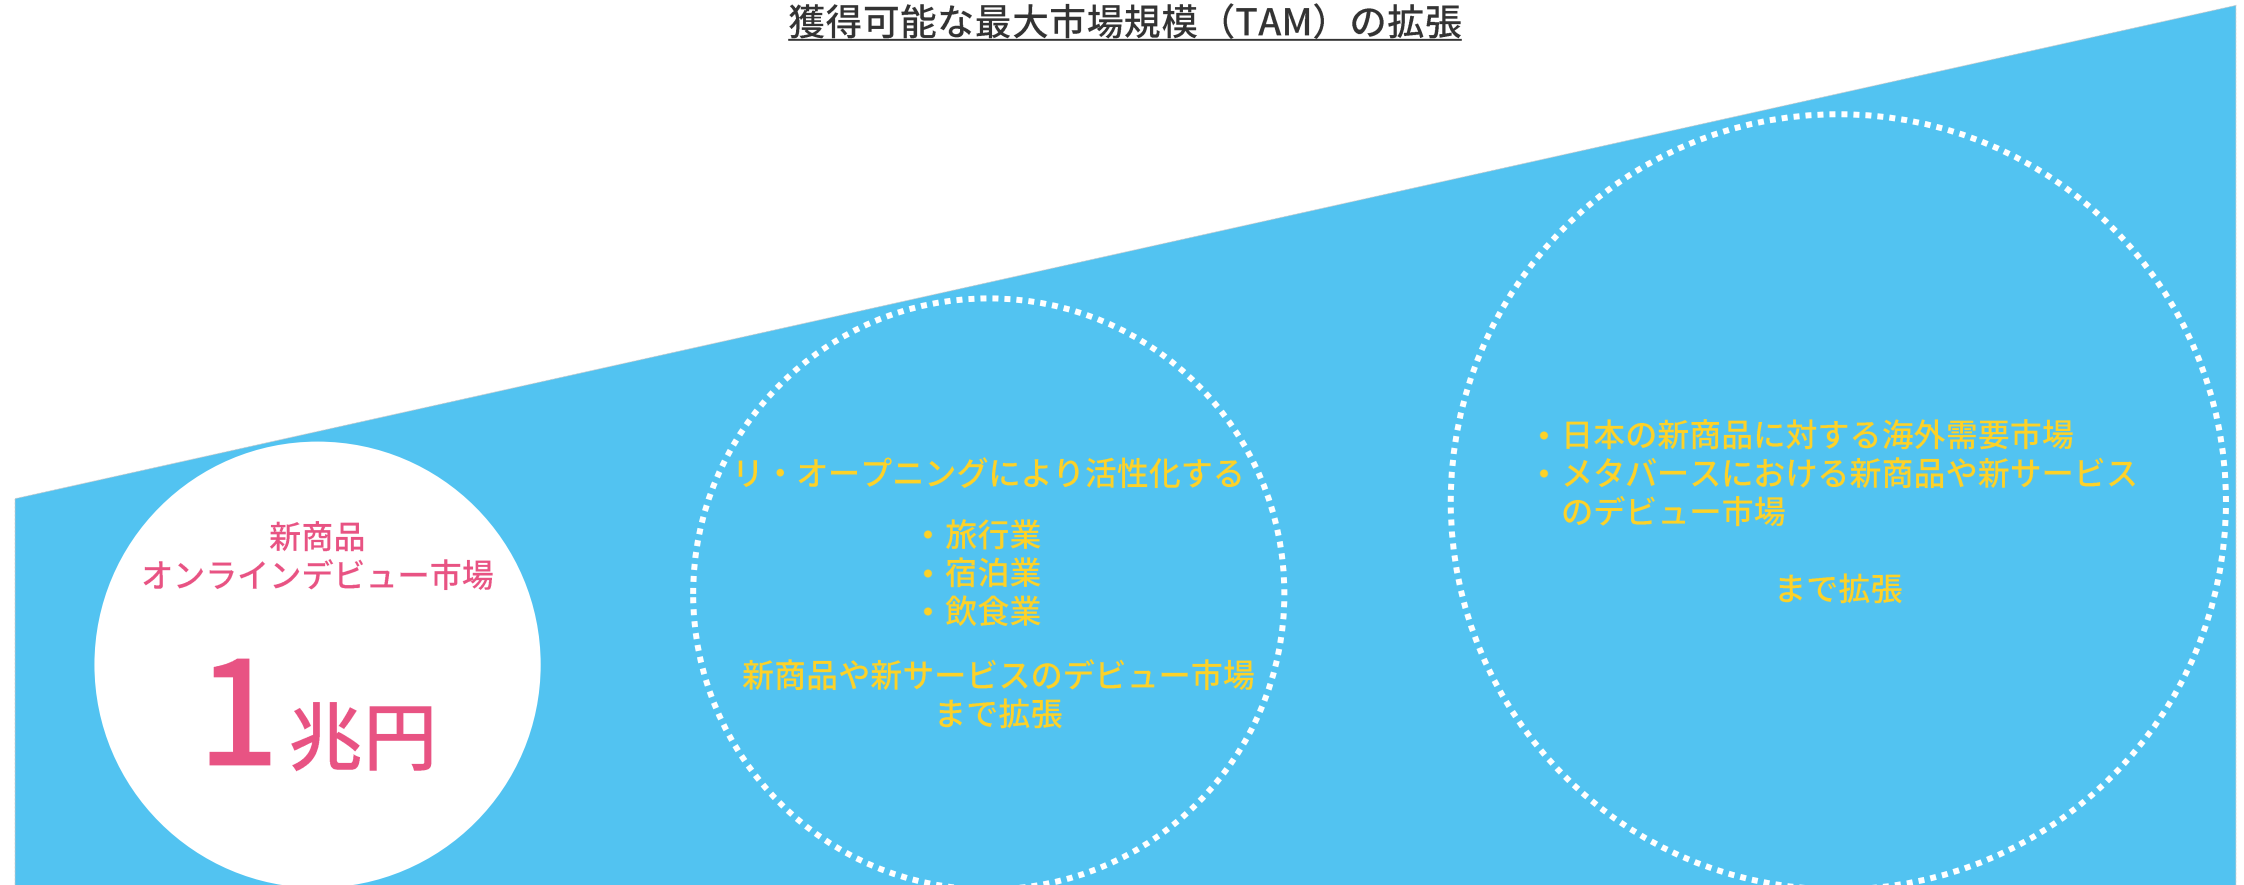 獲得可能な最大市場規模（TAM）の拡張
新商品
オンラインデビュー市場
1兆円
リ・オープニングにより活性化する
・旅行業
・宿泊業
・飲食業
新商品や新サービスのデビュー市場
まで拡張
・日本の新商品に対する海外需要市場
・メタバースにおける新商品や新サービス
のデビュー市場
まで拡張